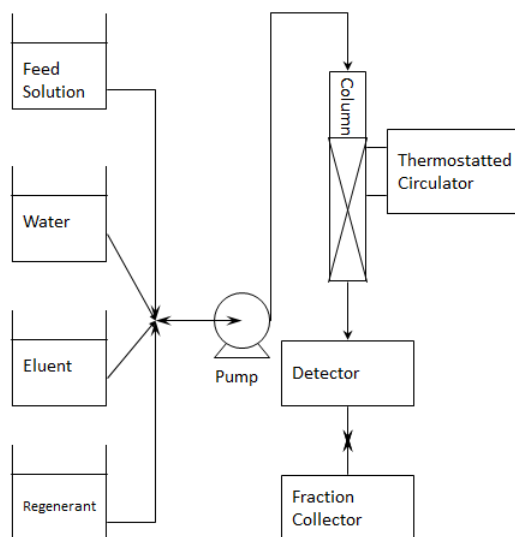 Feed
Solution
Column
Thermostatted
Circulator
Water
Eluent
Pump
Detector
Regenerant
Fraction
Collector